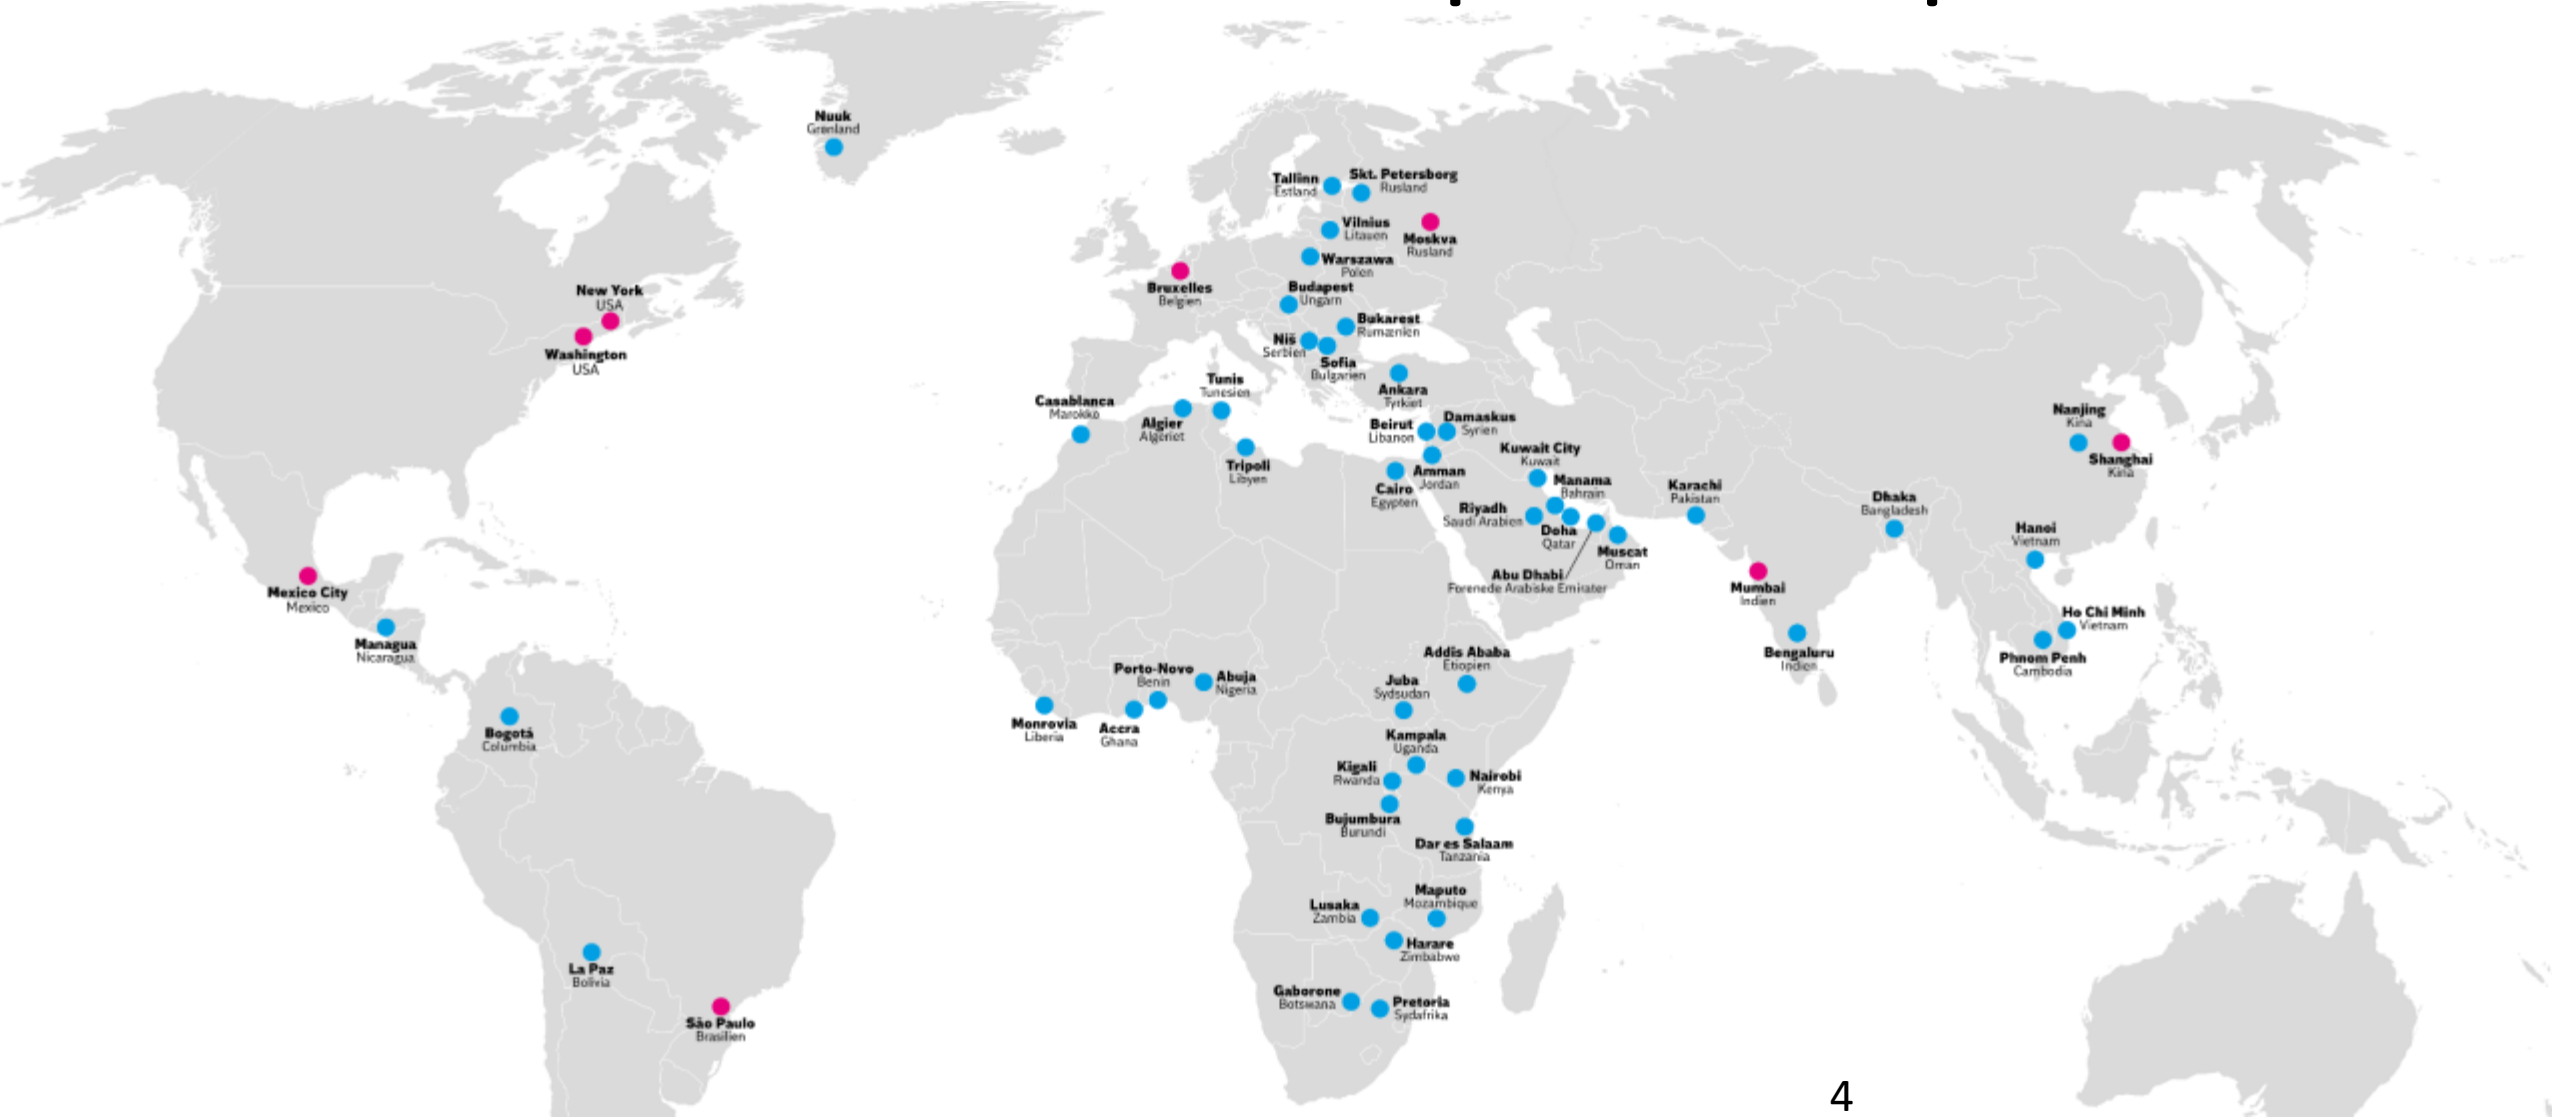 Nuuk
Grønland
New York
USA
Washington
USA
Mexico City
Mexico
Managua
Nicaragua
Bogotá
Columbia
La Paz
Bolivia
São Paulo
Brasilien
Tallinn
Estland
Skt. Petersborg
Rusland
Vilnius
Litauen
Moskva
Rusland
Warszawa
Polen
Bruxelles
Belgien
Budapest
Ungarn
Bukarest
Rumænien
Niš
Serbien
Sofia
Bulgarien
Ankara
Tyrkiet
Casablanca
Marokko
Algier
Algeriet
Tunis
Tunesien
Tripoli
Libyen
Beirut
Libanon
Damaskus
Syrien
Amman
Jordan
Cairo
Egypten
Kuwait City
Kuwait
Manama
Bahrain
Riyadh
Saudi Arabien
Doha
Qatar
Muscat
Oman
Abu Dhabi
Forenede Arabiske Emirater
Karachi
Pakistan
Mumbai
Indien
Bengaluru
Indien
Dhaka
Bangladesh
Nanjing
Kina
Shanghai
Kina
Hanoi
Vietnam
Ho Chi Minh
Vietnam
Phnom Penh
Cambodia
Monrovia
Liberia
Accra
Ghana
Porto-Novo
Benin
Abuja
Nigeria
Addis Ababa
Etiopien
Juba
Sydsudan
Kampala
Uganda
Kigali
Rwanda
Nairobi
Kenya
Bujumbura
Burundi
Dar es Salaam
Tanzania
Lusaka
Zambia
Maputo
Mozambique
Harare
Zimbabwe
Gaborone
Botswana
Pretoria
Sydafrika
4